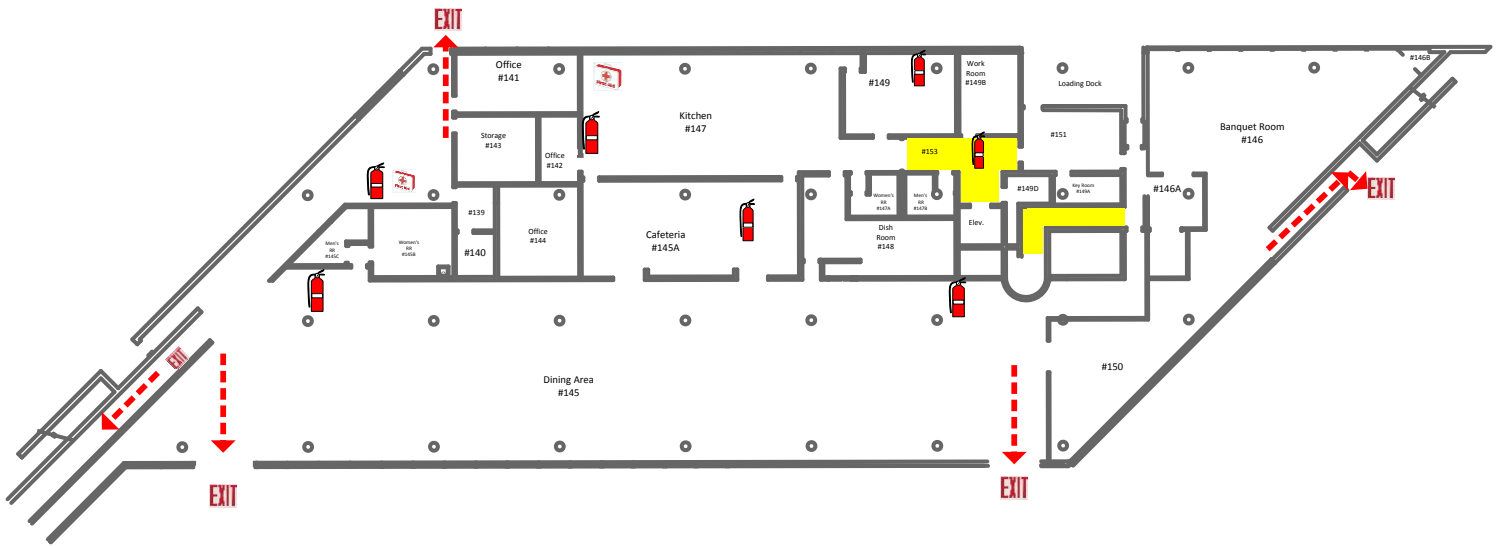 EXIT
Office
#141
Storage
#143
Office
#142
Kitchen
#147
#149
Work
Room
#149B
Loading Dock
#151
#153
Banquet Room
#146
#146B
#146A
#149D
Key Room
#149A
Women's
RR
#147A
Men's
RR
#147B
Elev.
Dish
Room
#148
Cafeteria
#145A
Office
#144
#139
#140
Men's
RR
#145C
Women's
RR
#145B
EXIT
EXIT
Dining Area
#145
#150
EXIT
EXIT